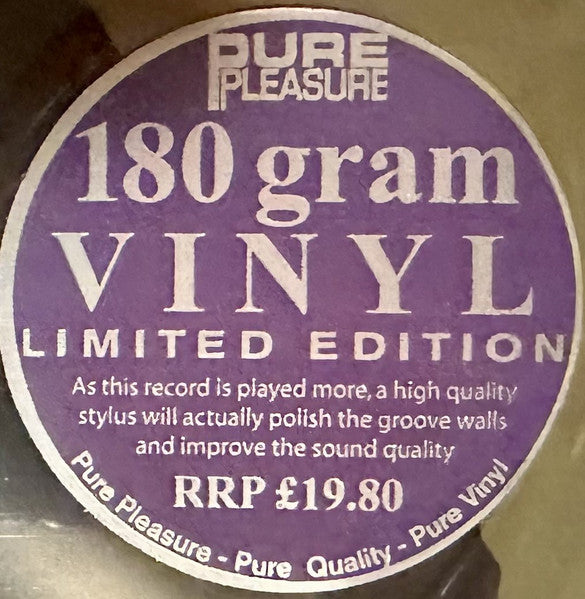 PURE
PLEASURE
180 gram
VINYL
LIMITED EDITION
As this record is played more, a high quality
stylus will actually polish the groove walls
and improve the sound quality
RRP £19.80
Pure Pleasure - Pure Quality - Pure Vinyl